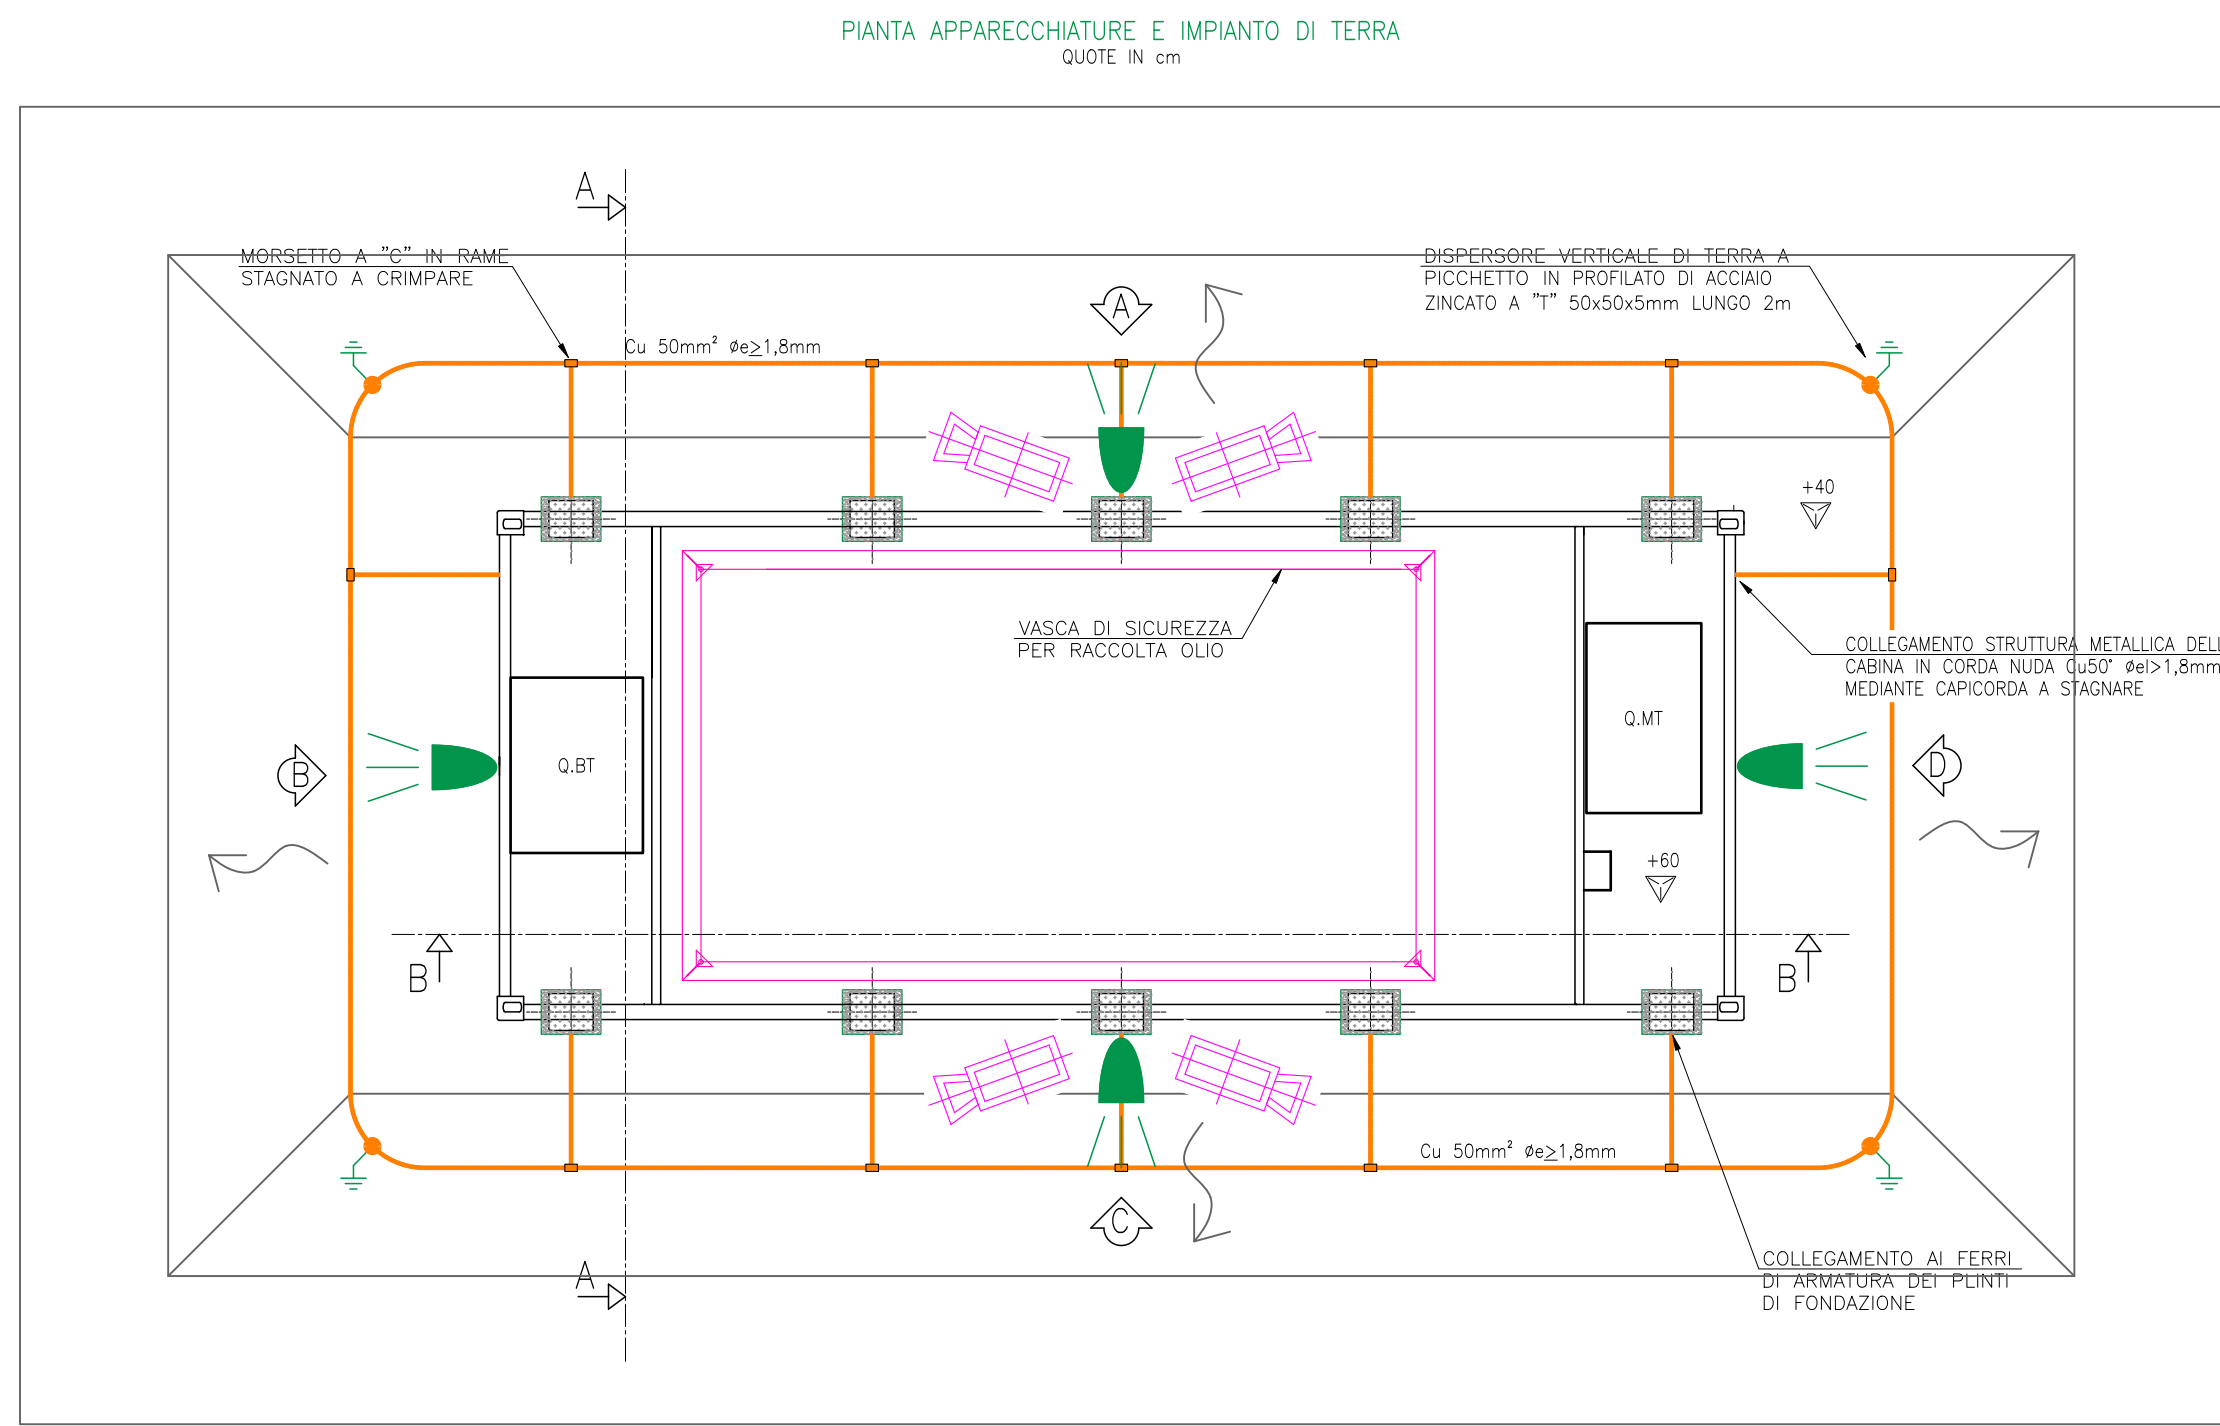 PIANTA APPARECCHIATURE E IMPIANTO DI TERRA
QUOTE IN cm
A
MORSETTO A "C" IN RAME
STAGNATO A CRIMPARE
DISPERSORE VERTICALE DI TERRA A
PICCHETTO IN PROFILATO DI ACCIAIO
ZINCATO A "T" 50x50x5mm LUNGO 2m
A
Cu 50mm² Øe≥1,8mm
+40
VASCA DI SICUREZZA
PER RACCOLTA OLIO
COLLEGAMENTO STRUTTURA METALLICA DELL
CABINA IN CORDA NUDA Cu50° Øel>1,8mm
MEDIANTE CAPICORDA A STAGNARE
Q.MT
Q.BT
B
D
+60
B
B
Cu 50mm² Øe≥1,8mm
C
A
COLLEGAMENTO AI FERRI
DI ARMATURA DEI PLINTI
DI FONDAZIONE